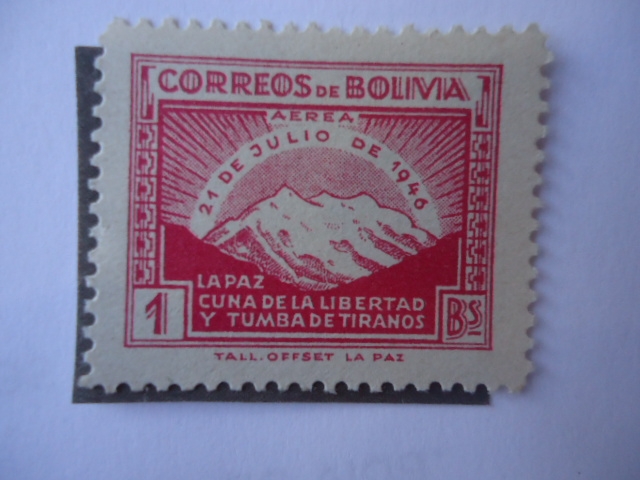 CORREOS DE BOLIVIA
AEREA
21 DE JULIO DE 1946
LA PAZ
CUNA DE LA LIBERTAD
Y TUMBA DE TIRANOS
1 Bs
TALL. OFFSET LA PAZ